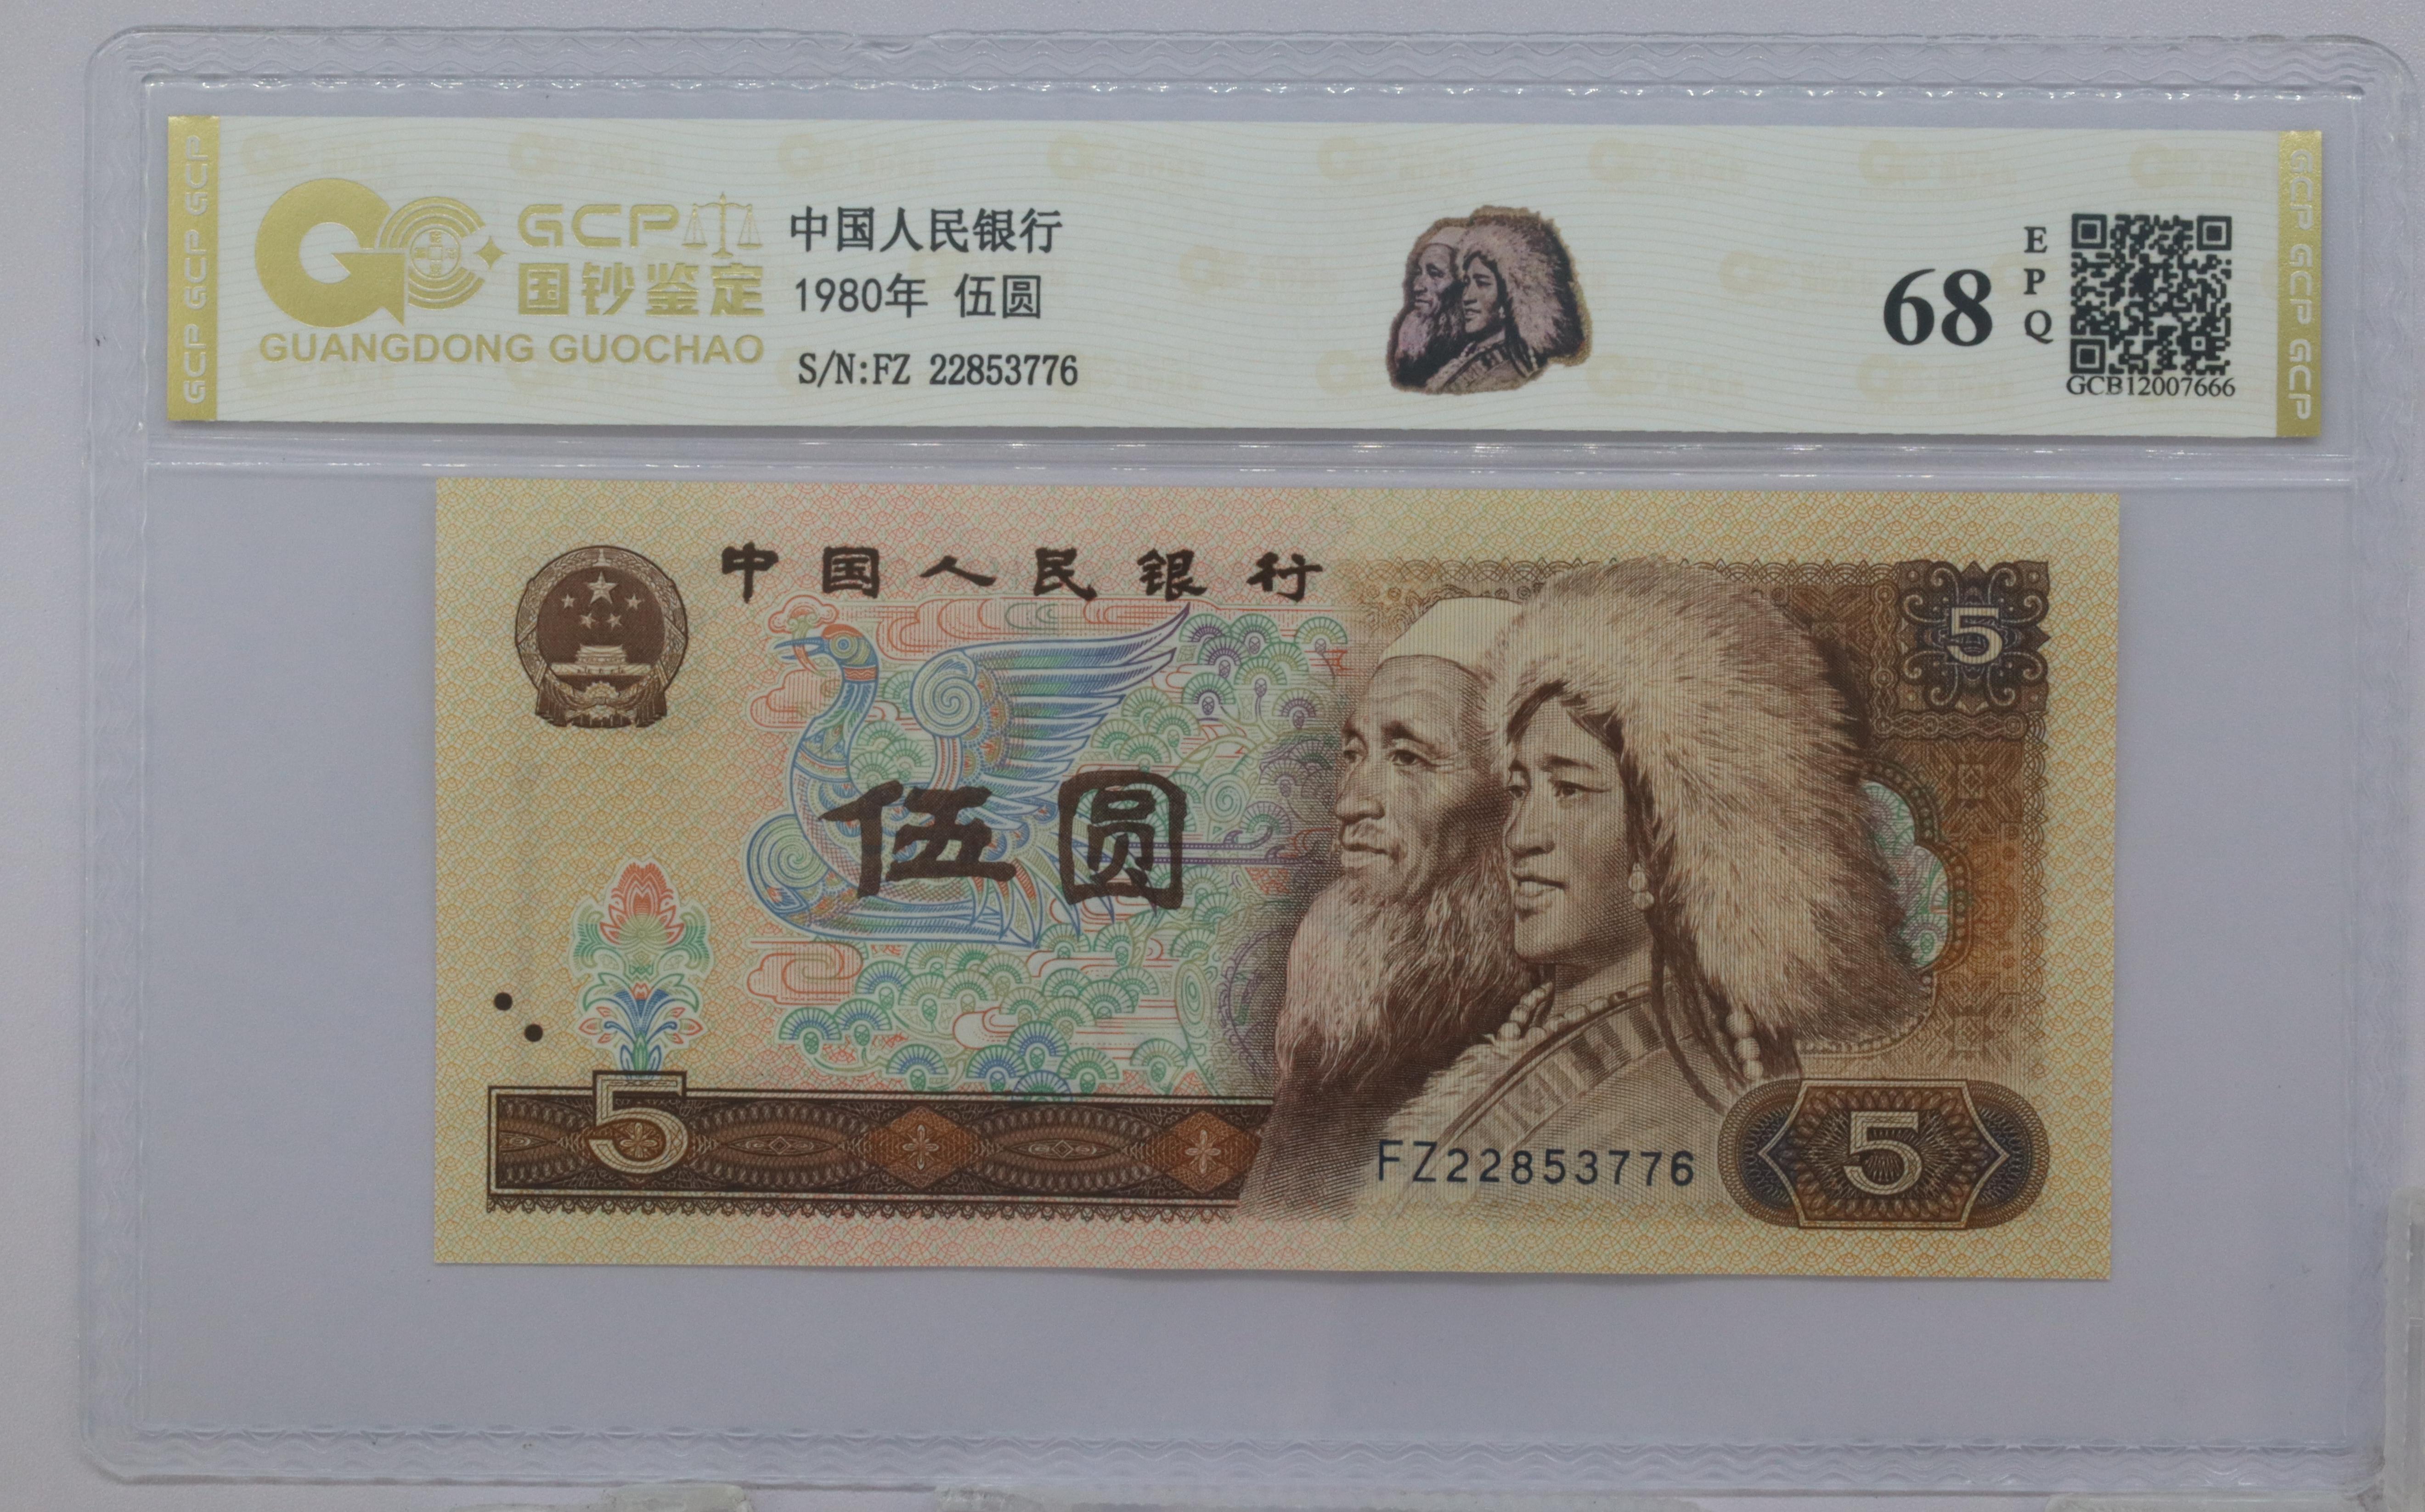 GCP GCP GCP
GCP
国钞鉴定
GUANGDONG GUOCHAO
中国人民银行
1980年 伍圆
S/N:FZ 22853776
68
EPQ
GCB12007666
GCP GCP GCP GCP
中国人民银行
5
伍圆
5
FZ22853776
5